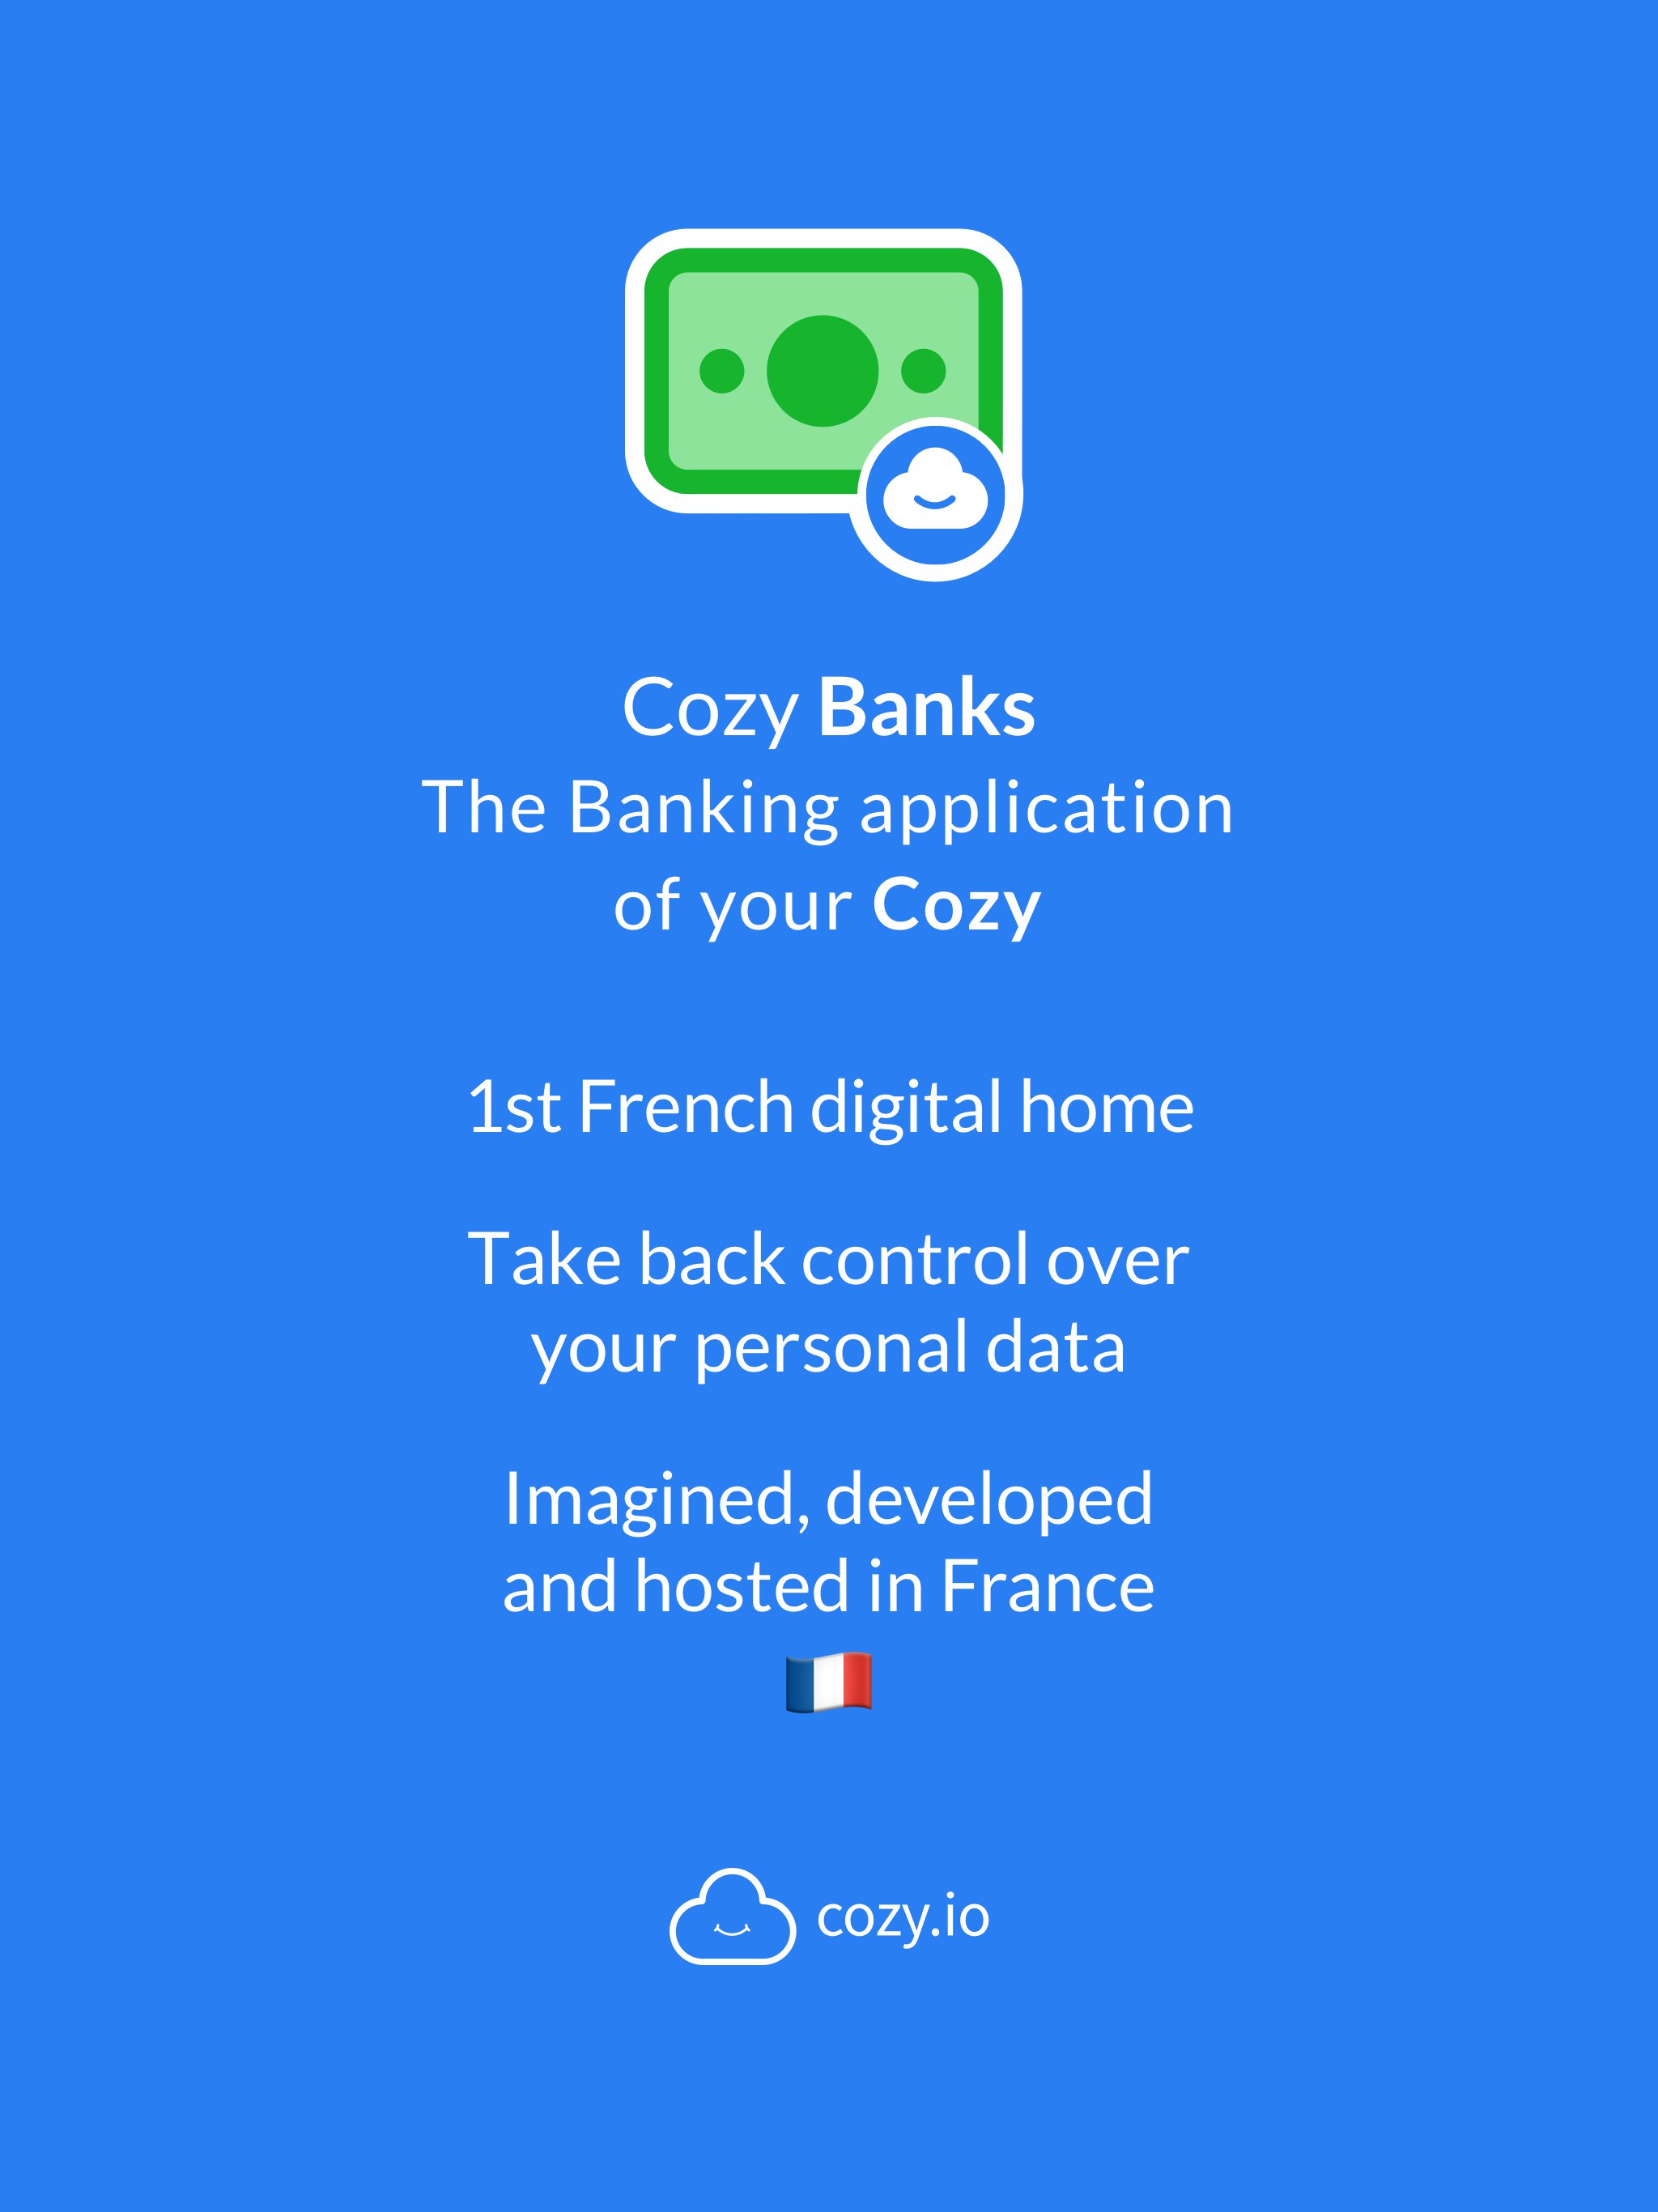 Cozy Banks
The Banking application
of your Cozy
1st French digital home
Take back control over
your personal data
Imagined, developed
and hosted in France
cozy.io